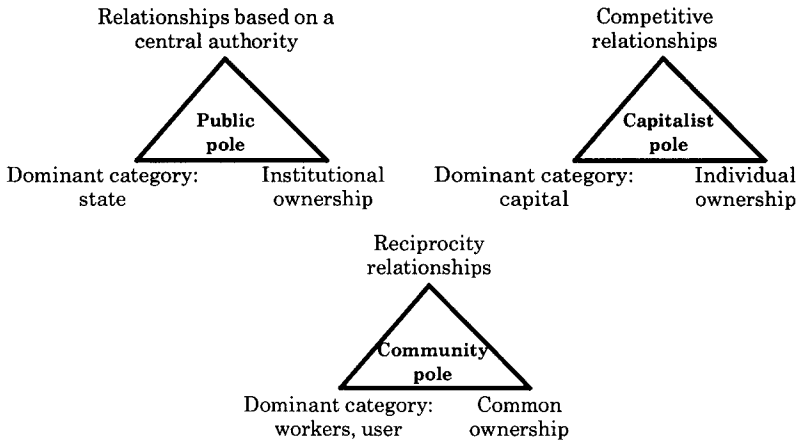 Relationships based on a
central authority
Public
pole
Dominant category:
state
Institutional
ownership
Competitive
relationships
Capitalist
pole
Dominant category:
capital
Individual
ownership
Reciprocity
relationships
Community
pole
Dominant category:
workers, user
Common
ownership